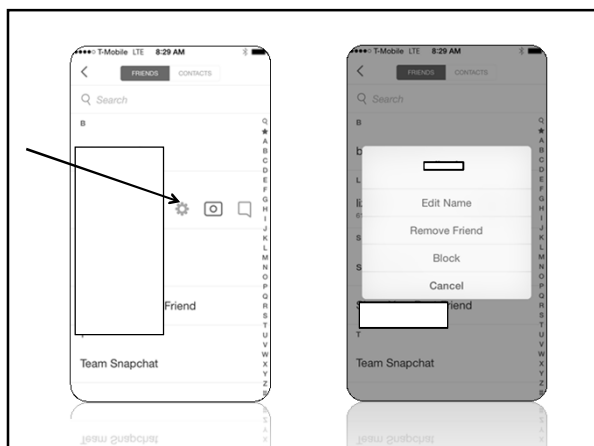 T-Mobile LTE 8:29 AM
FRIENDS CONTACTS
Search
B
Friend
Team Snapchat
Q
A
B
C
D
E
F
G
H
I
J
K
L
M
N
O
P
Q
R
S
T
U
V
W
X
Y
Z
T-Mobile LTE 8:29 AM
FRIENDS CONTACTS
Search
B
b
L
S
Edit Name
Remove Friend
Block
Cancel
S
Friend
T
Team Snapchat
Q
A
B
C
D
E
F
G
H
I
J
K
L
M
N
O
P
Q
R
S
T
U
V
W
X
Y
Z